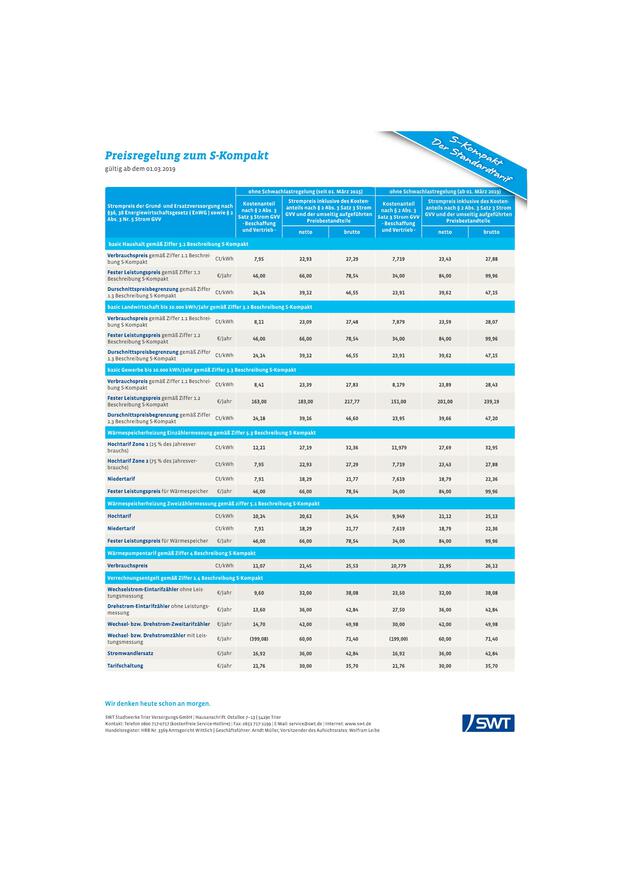 S-Kompakt
Der Standardtarif
Preisregelung zum S-Kompakt
gültig ab dem 01.03.2019
ohne Schwachlastregelung (seit 01. März 2015)
ohne Schwachlastregelung (ab 01. März 2019)
Strompreise der Grund- und Ersatzversorgung nach
§36, 38 Energiewirtschaftsgesetz ( EnWG ) sowie § 2
Abs. 3 Nr. 5 Strom GVV
Kostenanteil
nach § 2 Abs. 3
Satz 3 Strom GVV
- Beschaffung
und Vertrieb -
Strompreis inklusive des Kosten-
anteils nach § 2 Abs. 3 Satz 3 Strom
GVV und der umseitig aufgeführten
Preisbestandteile
netto brutto
Kostenanteil
nach § 2 Abs. 3
Satz 3 Strom GVV
- Beschaffung
und Vertrieb -
Strompreis inklusive des Kosten-
anteils nach § 2 Abs. 3 Satz 3 Strom
GVV und der umseitig aufgeführten
Preisbestandteile
netto brutto
basic Haushalt gemäß Ziffer 3.1 Beschreibung S-Kompakt
Verbrauchspreis gemäß Ziffer 1.1 Beschrei-
bung S-Kompakt Ct/kWh 7,95 22,93 27,29 7,719 23,43 27,88
Fester Leistungspreis gemäß Ziffer 1.2
Beschreibung S-Kompakt €/Jahr 46,00 66,00 78,54 34,00 84,00 99,96
Durschnittspreisbegrenzung gemäß Ziffer
1.3 Beschreibung S-Kompakt Ct/kWh 24,14 39,12 46,55 23,91 39,62 47,15
basic Landwirtschaft bis 20.000 kWh/Jahr gemäß Ziffer 3.2 Beschreibung S-Kompakt
Verbrauchspreis gemäß Ziffer 1.1 Beschrei-
bung S-Kompakt Ct/kWh 8,11 23,09 27,48 7,879 23,59 28,07
Fester Leistungspreis gemäß Ziffer 1.2
Beschreibung S-Kompakt €/Jahr 46,00 66,00 78,54 34,00 84,00 99,96
Durschnittspreisbegrenzung gemäß Ziffer
1.3 Beschreibung S-Kompakt Ct/kWh 24,14 39,12 46,55 23,91 39,62 47,15
basic Gewerbe bis 10.000 kWh/Jahr gemäß Ziffer 3.3 Beschreibung S-Kompakt
Verbrauchspreis gemäß Ziffer 1.1 Beschrei-
bung S-Kompakt Ct/kWh 8,41 23,39 27,83 8,179 23,89 28,43
Fester Leistungspreis gemäß Ziffer 1.2
Beschreibung S-Kompakt €/Jahr 163,00 183,00 217,77 151,00 201,00 239,19
Durschnittspreisbegrenzung gemäß Ziffer
1.3 Beschreibung S-Kompakt Ct/kWh 24,18 39,16 46,60 23,95 39,66 47,20
Wärmespeicherheizung Einzählermessung gemäß Ziffer 5.3 Beschreibung S-Kompakt
Hochtarif Zone 1 (25 % des Jahresver-
brauchs) Ct/kWh 12,21 27,19 32,36 11,979 27,69 32,95
Hochtarif Zone 2 (75 % des Jahresver-
brauchs) Ct/kWh 7,95 22,93 27,29 7,719 23,43 27,88
Niedertarif Ct/kWh 7,91 18,29 21,77 7,619 18,79 22,36
Fester Leistungspreis für Wärmespeicher €/Jahr 46,00 66,00 78,54 34,00 84,00 99,96
Wärmespeicherheizung Zweizählermessung gemäß Ziffer 5.1 Beschreibung S-Kompakt
Hochtarif Ct/kWh 10,24 20,62 24,54 9,949 21,12 25,13
Niedertarif Ct/kWh 7,91 18,29 21,77 7,619 18,79 22,36
Fester Leistungspreis für Wärmespeicher €/Jahr 46,00 66,00 78,54 34,00 84,00 99,96
Wärmepumpentarif gemäß Ziffer 4 Beschreibung S-Kompakt
Verbrauchspreis Ct/kWh 11,07 21,45 25,53 10,779 21,95 26,12
Verrechnungsentgelt gemäß Ziffer 2.4 Beschreibung S-Kompakt
Wechselstrom-Eintarifzähler ohne Leis-
tungsmessung €/Jahr 9,60 32,00 38,08 23,50 32,00 38,08
Drehstrom-Eintarifzähler ohne Leistungs-
messung €/Jahr 13,60 36,00 42,84 27,50 36,00 42,84
Wechsel- bzw. Drehstrom-Zweitarifzähler €/Jahr 14,70 42,00 49,98 30,00 42,00 49,98
Wechsel- bzw. Drehstromzähler mit Leis-
tungsmessung €/Jahr (399,08) 60,00 71,40 (199,00) 60,00 71,40
Stromwandlersatz €/Jahr 16,92 36,00 42,84 16,92 36,00 42,84
Tarifschaltung €/Jahr 21,76 30,00 35,70 21,76 30,00 35,70
Wir denken heute schon an morgen.
SWT Stadtwerke Trier Versorgungs-GmbH | Hausanschrift: Ostallee 7–13 | 54290 Trier
Kontakt: Telefon 0800 717-0717 (kostenfreie Service-Hotline) | Fax: 0651 717-1199 | E-Mail: service@swt.de | Internet: www.swt.de
Handelsregister: HRB Nr. 3369 Amtsgericht Wittlich | Geschäftsführer: Arndt Müller, Vorsitzender des Aufsichtsrates: Wolfram Leibe
SWT